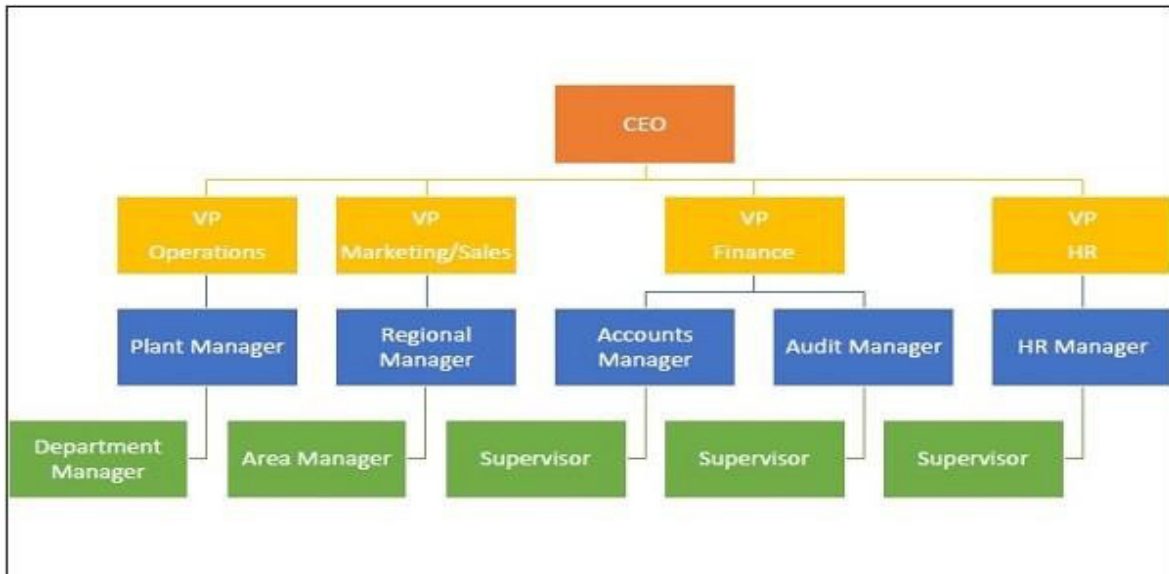 CEO
VP
Operations
VP
Marketing/Sales
VP
Finance
VP
HR
Plant Manager
Regional
Manager
Accounts
Manager
Audit Manager
HR Manager
Department
Manager
Area Manager
Supervisor
Supervisor
Supervisor